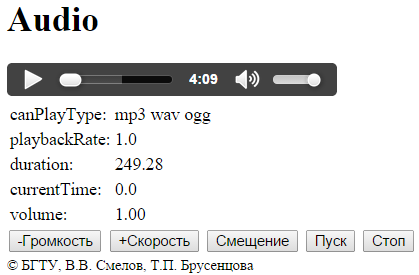 Audio
4:09
canPlayType: mp3 wav ogg
playbackRate: 1.0
duration: 249.28
currentTime: 0.0
volume: 1.00
-Громкость +Скорость Смещение Пуск Стоп
© БГТУ, В.В. Смелов, Т.П. Брусенцова